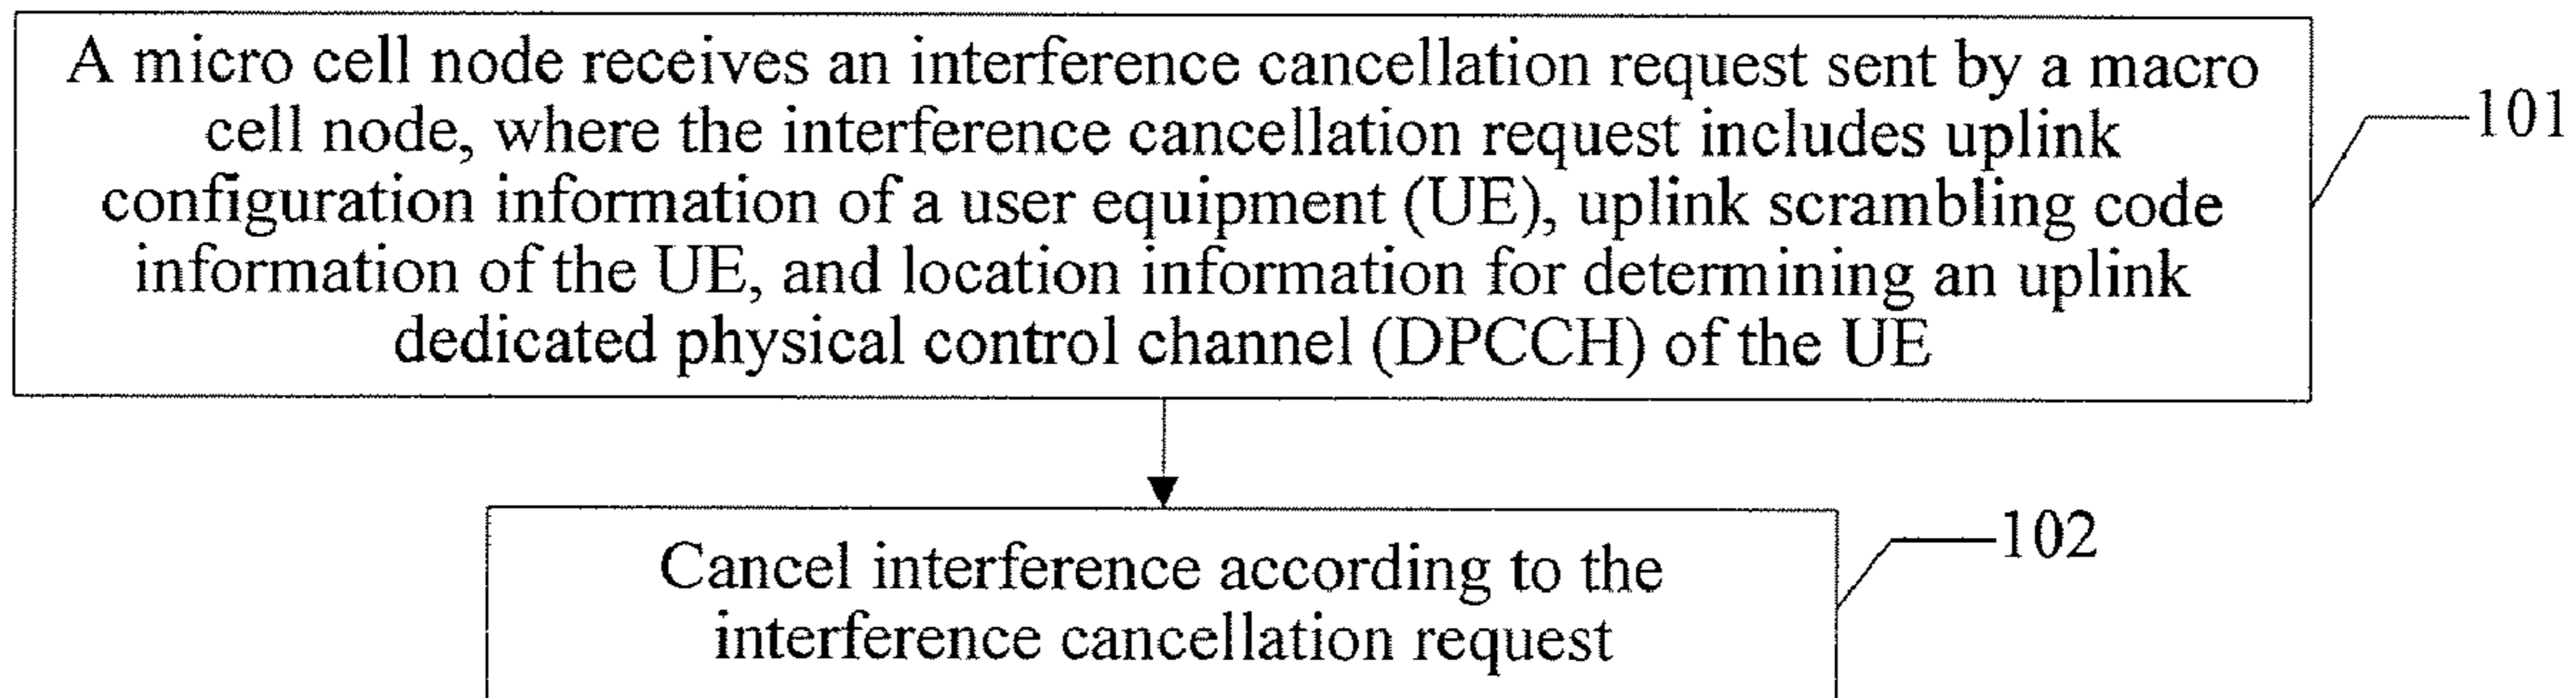 A micro cell node receives an interference cancellation request sent by a macro
cell node, where the interference cancellation request includes uplink
configuration information of a user equipment (UE), uplink scrambling code
information of the UE, and location information for determining an uplink
dedicated physical control channel (DPCCH) of the UE
101
Cancel interference according to the
interference cancellation request
102